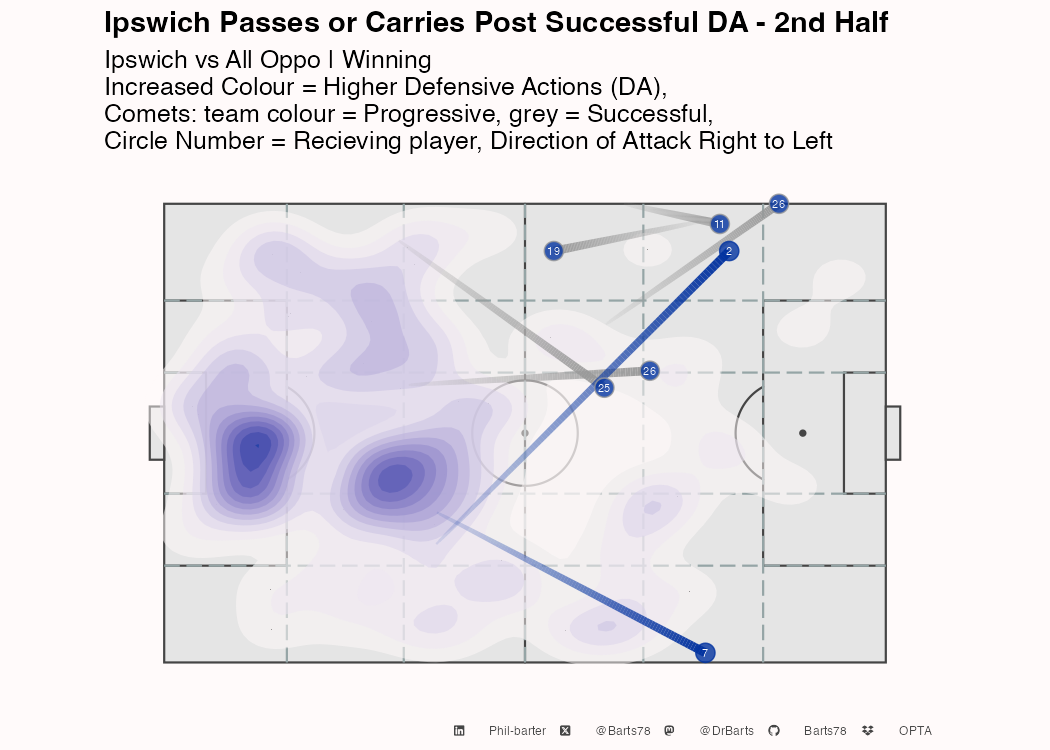 Ipswich Passes or Carries Post Successful DA - 2nd Half
Ipswich vs All Oppo | Winning
Increased Colour = Higher Defensive Actions (DA),
Comets: team colour = Progressive, grey = Successful,
Circle Number = Recieving player, Direction of Attack Right to Left
26
11
19
2
26
25
7
Phil-barter @Barts78 @DrBarts Barts78 OPTA